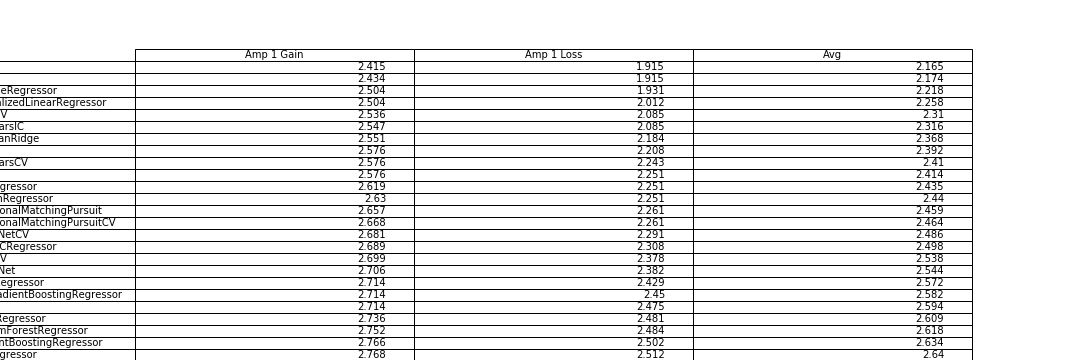 Amp 1 Gain Amp 1 Loss Avg
2.415 1.915 2.165
2.434 1.915 2.174
eRegressor 2.504 1.931 2.218
alizedLinearRegressor 2.504 2.012 2.258
V 2.536 2.085 2.31
arsIC 2.547 2.085 2.316
anRidge 2.551 2.184 2.368
2.576 2.208 2.392
arsCV 2.576 2.243 2.41
2.576 2.251 2.414
gressor 2.619 2.251 2.435
nRegressor 2.63 2.251 2.44
onalMatchingPursuit 2.657 2.261 2.459
onalMatchingPursuitCV 2.668 2.261 2.464
NetCV 2.681 2.291 2.486
CRegressor 2.689 2.308 2.498
V 2.699 2.378 2.538
Net 2.706 2.382 2.544
egressor 2.714 2.429 2.572
adientBoostingRegressor 2.714 2.45 2.582
2.714 2.475 2.594
Regressor 2.736 2.481 2.609
mForestRegressor 2.752 2.484 2.618
ntBoostingRegressor 2.766 2.502 2.634
gressor 2.768 2.512 2.64